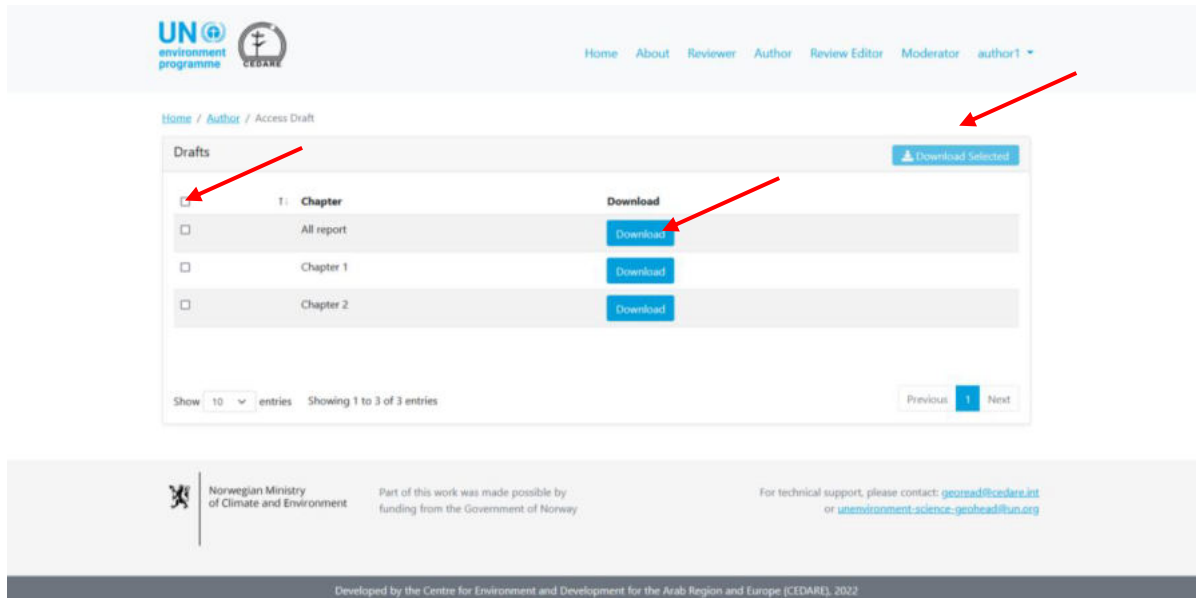 UN
environment
programme
CEDARE
Home About Reviewer Author Review Editor Moderator author1
Home / Author / Access Draft
Drafts
Download Selected
Chapter Download
All report Download
Chapter 1 Download
Chapter 2 Download
Show 10 entries Showing 1 to 3 of 3 entries
Previous 1 Next
Norwegian Ministry
of Climate and Environment
Part of this work was made possible by
funding from the Government of Norway
For technical support, please contact: georead@cedare.int
or unenvironment-science-geohead@un.org
Developed by the Centre for Environment and Development for the Arab Region and Europe (CEDARE), 2022